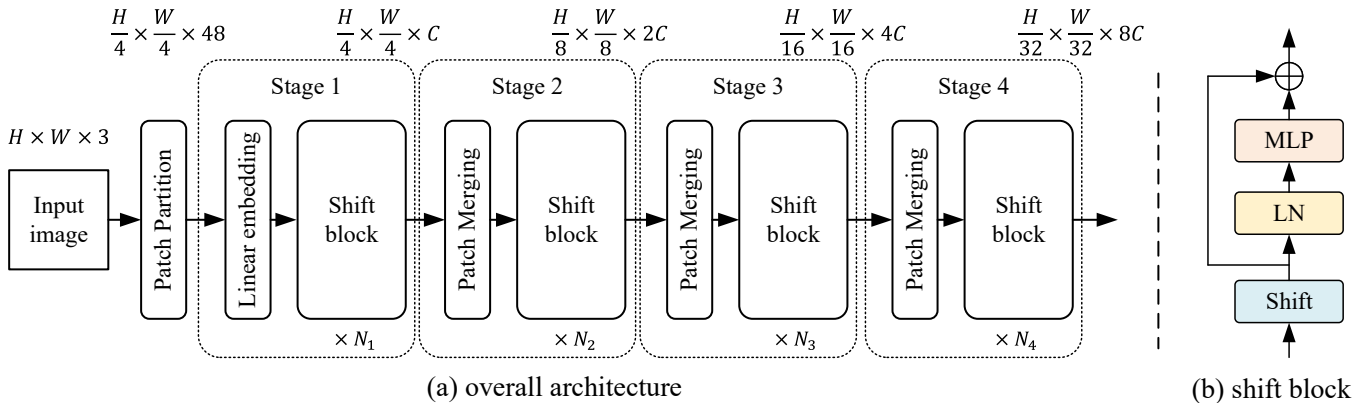 H/4 × W/4 × 48
H/4 × W/4 × C
H/8 × W/8 × 2C
H/16 × W/16 × 4C
H/32 × W/32 × 8C
Stage 1
Stage 2
Stage 3
Stage 4
H × W × 3
Input
image
Patch Partition
Linear embedding
Shift
block
× N₁
Patch Merging
Shift
block
× N₂
Patch Merging
Shift
block
× N₃
Patch Merging
Shift
block
× N₄
(a) overall architecture
MLP
LN
Shift
(b) shift block